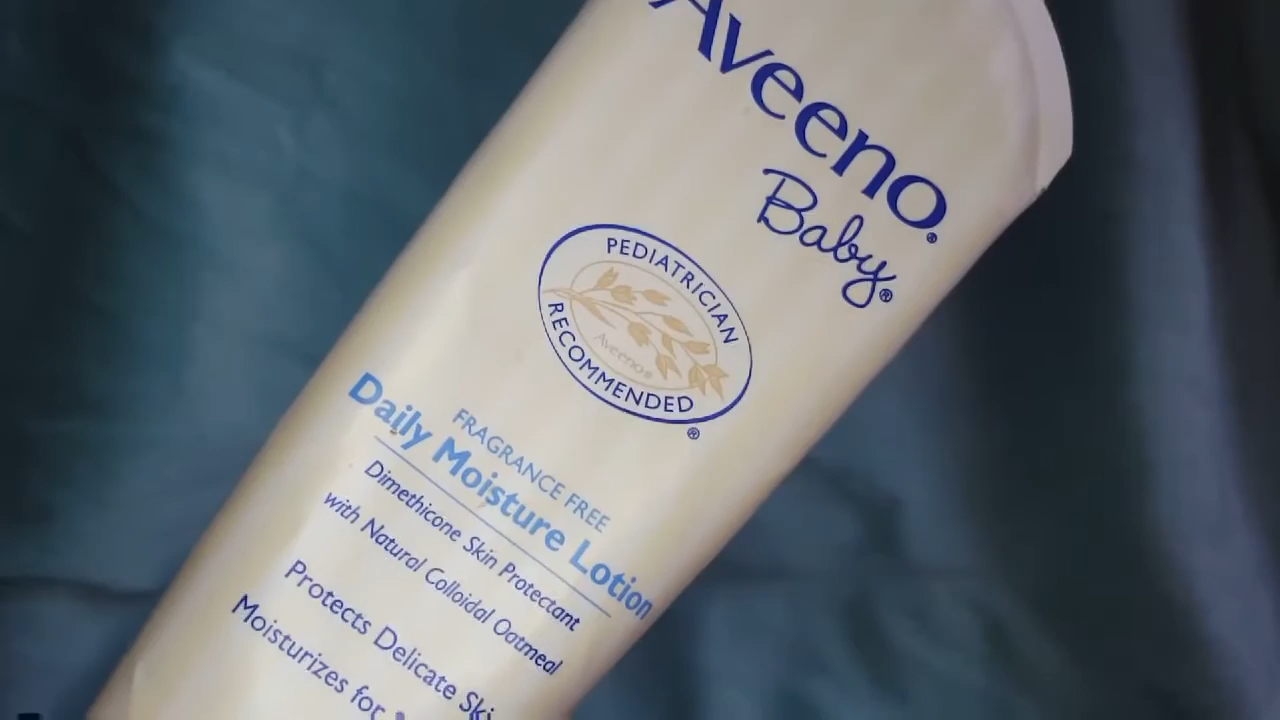 Aveeno®
Baby®
PEDIATRICIAN
Aveeno®
RECOMMENDED®
FRAGRANCE FREE
Daily Moisture Lotion
Dimethicone Skin Protectant
with Natural Colloidal Oatmeal
Protects Delicate Ski
Moisturizes for